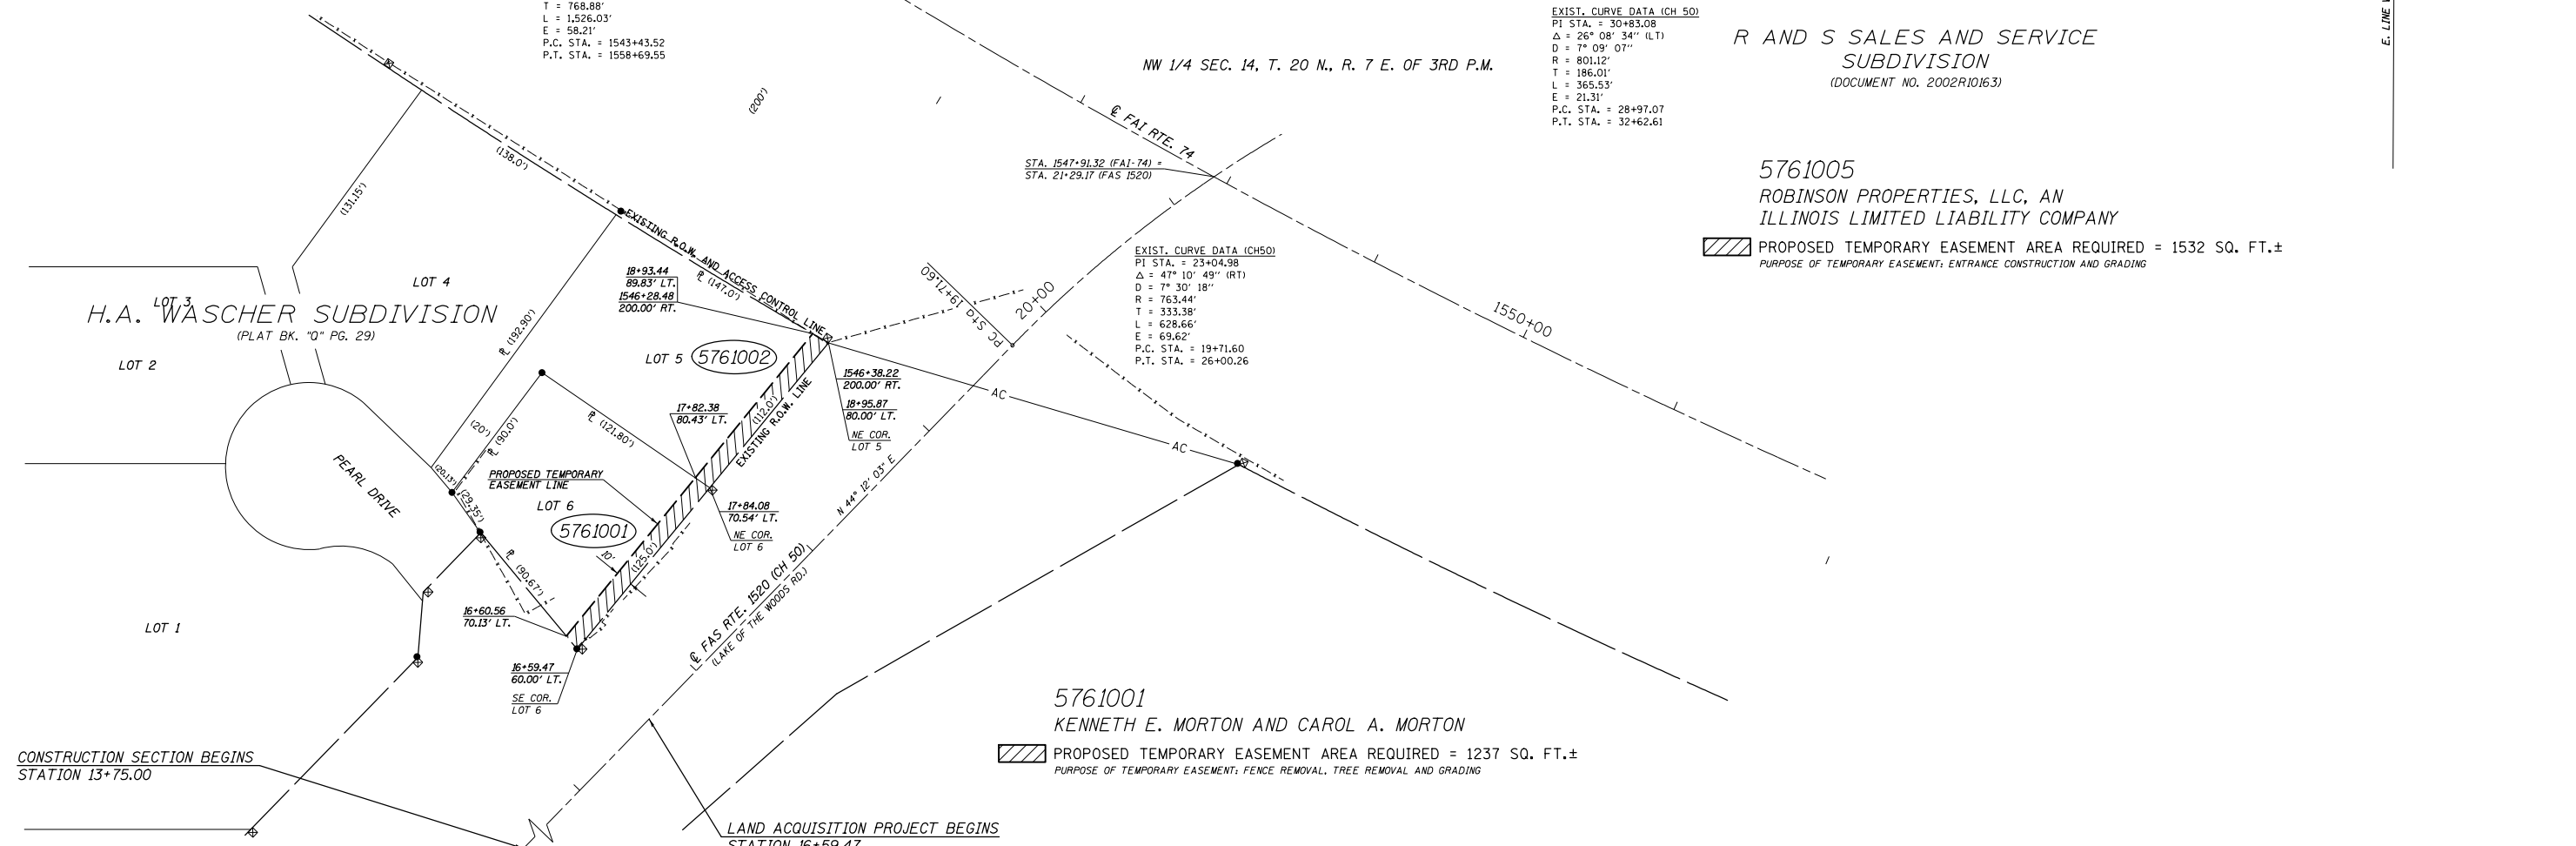 T = 768.88'
L = 1,526.03'
E = 58.21'
P.C. STA. = 1543+43.52
P.T. STA. = 1558+69.55
EXIST. CURVE DATA (CH 50)
PI STA. = 30+83.08
Δ = 26° 08' 34" (LT)
D = 7° 09' 07"
R = 801.12'
T = 186.01'
L = 365.53'
E = 21.31'
P.C. STA. = 28+97.07
P.T. STA. = 32+62.61
R AND S SALES AND SERVICE
SUBDIVISION
(DOCUMENT NO. 2002R10163)
E. LINE
NW 1/4 SEC. 14, T. 20 N., R. 7 E. OF 3RD P.M.
(200')
℄ FAI RTE. 74
STA. 1547+91.32 (FAI-74) =
STA. 21+29.17 (FAS 1520)
5761005
ROBINSON PROPERTIES, LLC, AN
ILLINOIS LIMITED LIABILITY COMPANY
PROPOSED TEMPORARY EASEMENT AREA REQUIRED = 1532 SQ. FT.±
PURPOSE OF TEMPORARY EASEMENT: ENTRANCE CONSTRUCTION AND GRADING
(138.0')
(131.15')
EXISTING R.O.W. AND ACCESS CONTROL LINE
℄ (147.0')
18+93.44
89.83' LT.
1546+28.48
200.00' RT.
EXIST. CURVE DATA (CH50)
PI STA. = 23+04.98
Δ = 47° 10' 49" (RT)
D = 7° 30' 18"
R = 763.44'
T = 333.38'
L = 628.66'
E = 69.62'
P.C. STA. = 19+71.60
P.T. STA. = 26+00.26
PC Sta 19+71.60
20+00
1550+00
LOT 4
LOT 3
H.A. WASCHER SUBDIVISION
(PLAT BK. "Q" PG. 29)
LOT 2
(192.90')
LOT 5
5761002
1546+38.22
200.00' RT.
18+95.87
80.00' LT.
NE COR.
LOT 5
AC
AC
17+82.38
80.43' LT.
(112.0')
EXISTING R.O.W. LINE
(20')
(90.0')
(121.80')
(20.13')
(29.35')
PEARL DRIVE
PROPOSED TEMPORARY
EASEMENT LINE
LOT 6
5761001
17+84.08
70.54' LT.
NE COR.
LOT 6
N 44° 12' 03" E
10'
(125.0')
(90.67')
16+60.56
70.13' LT.
LOT 1
16+59.47
60.00' LT.
SE COR.
LOT 6
℄ FAS RTE. 1520 (CH 50)
(LAKE OF THE WOODS RD.)
5761001
KENNETH E. MORTON AND CAROL A. MORTON
PROPOSED TEMPORARY EASEMENT AREA REQUIRED = 1237 SQ. FT.±
PURPOSE OF TEMPORARY EASEMENT: FENCE REMOVAL, TREE REMOVAL AND GRADING
CONSTRUCTION SECTION BEGINS
STATION 13+75.00
LAND ACQUISITION PROJECT BEGINS
STATION 16+59.47